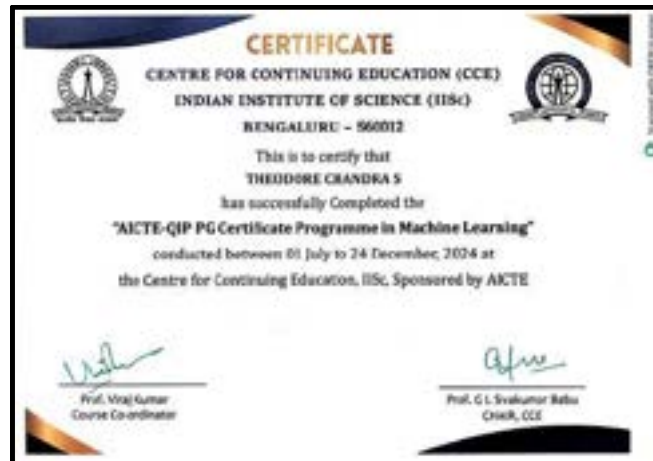 CERTIFICATE
CENTRE FOR CONTINUING EDUCATION (CCE)
INDIAN INSTITUTE OF SCIENCE (IISc)
BENGALURU – 560012
This is to certify that
THEODORE CHANDRA S
has successfully Completed the
"AICTE-QIP PG Certificate Programme in Machine Learning"
conducted between 01 July to 24 December, 2024 at
the Centre for Continuing Education, IISc, Sponsored by AICTE
Prof. Viraj Kumar
Course Co-ordinator
Prof. G L Sivakumar Babu
CHAIR, CCE